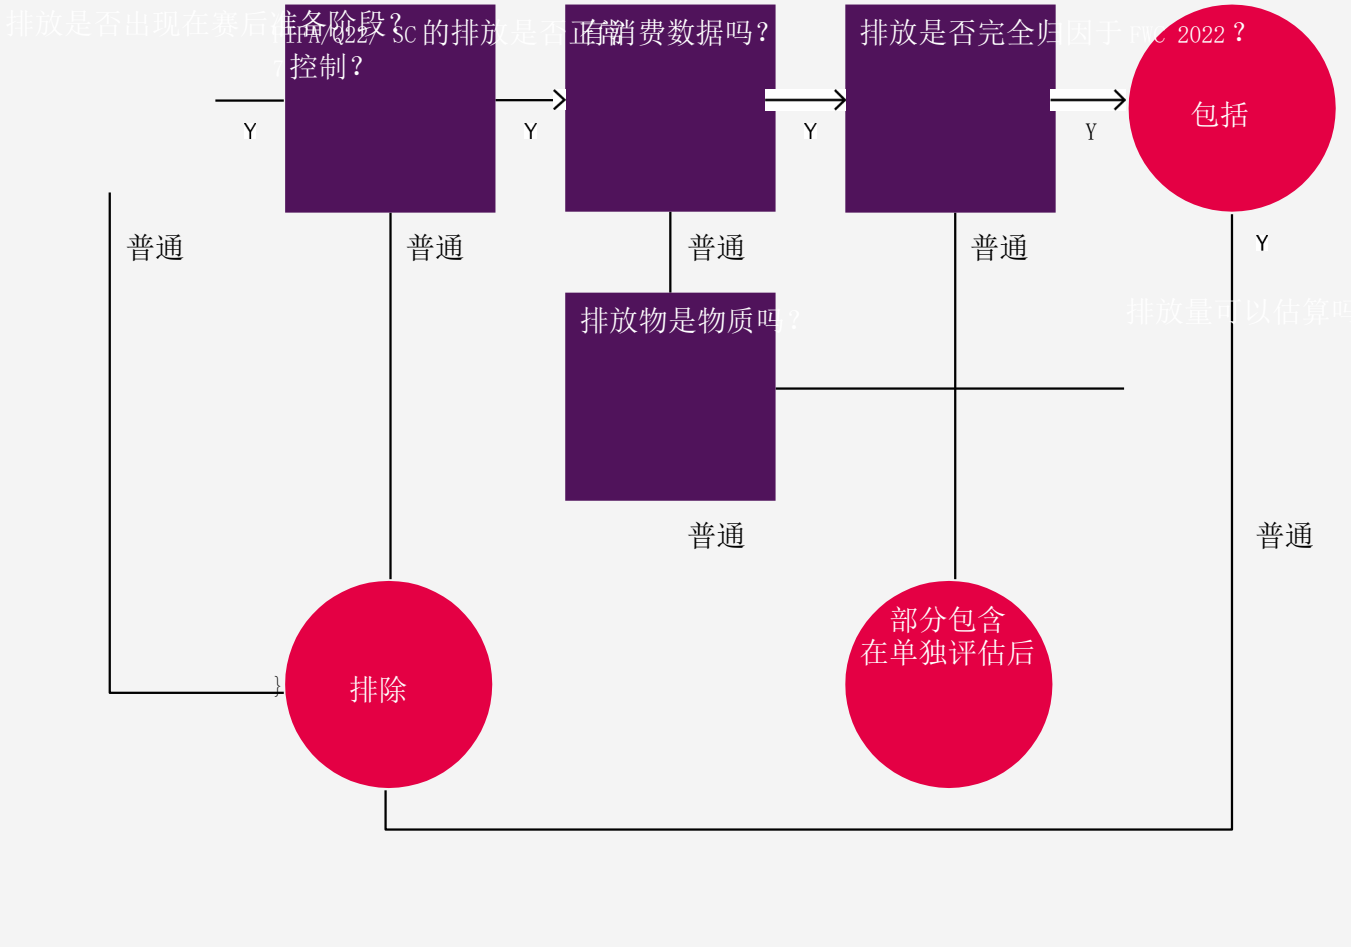 排放是否出现在赛后准备阶段？
FIFA/Q22/ SC 的排放是否正常
？控制？
有消费数据吗？
排放是否完全归因于 FWC 2022？
包括
Y
Y
Y
Y
普通
普通
普通
普通
Y
排放物是物质吗？
排放量可以估算吗
普通
普通
部分包含
在单独评估后
}
排除